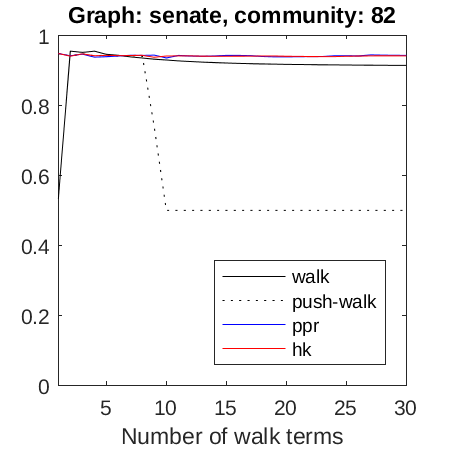 Graph: senate, community: 82
1
0.8
0.6
0.4
0.2
0
walk
push-walk
ppr
hk
5 10 15 20 25 30
Number of walk terms